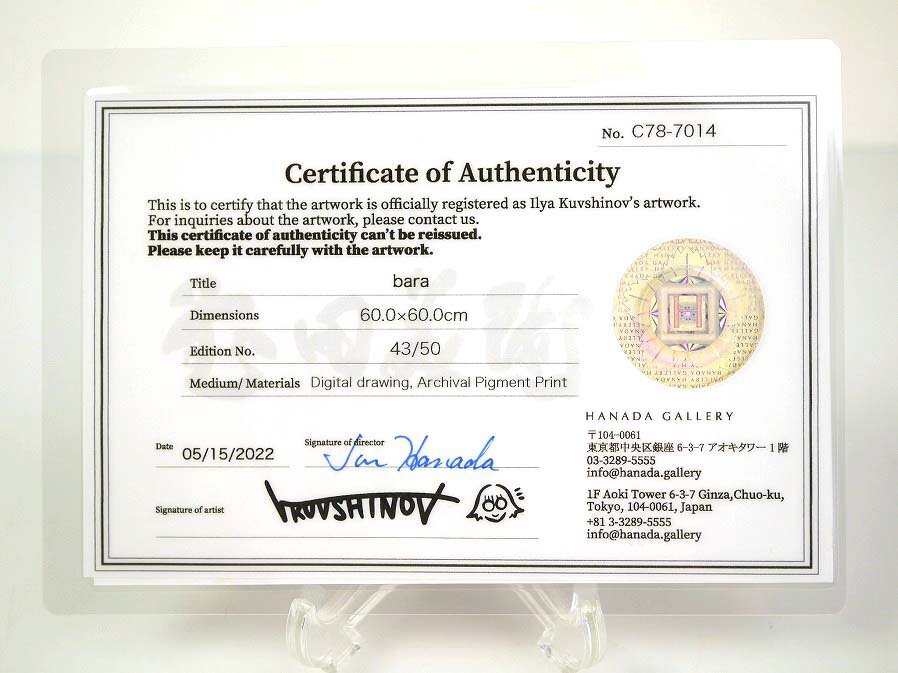 No. C78-7014
Certificate of Authenticity
This is to certify that the artwork is officially registered as Ilya Kuvshinov's artwork.
For inquiries about the artwork, please contact us.
This certificate of authenticity can't be reissued.
Please keep it carefully with the artwork.
Title bara
Dimensions 60.0×60.0cm
Edition No. 43/50
Medium/ Materials Digital drawing, Archival Pigment Print
HANADA GALLERY
〒104-0061
東京都中央区銀座 6-3-7 アオキタワー 1 階
03-3289-5555
info@hanada.gallery
1F Aoki Tower 6-3-7 Ginza,Chuo-ku,
Tokyo, 104-0061, Japan
+81 3-3289-5555
info@hanada.gallery
Date 05/15/2022
Signature of director Jun Hanada
Signature of artist KUVSHINOV